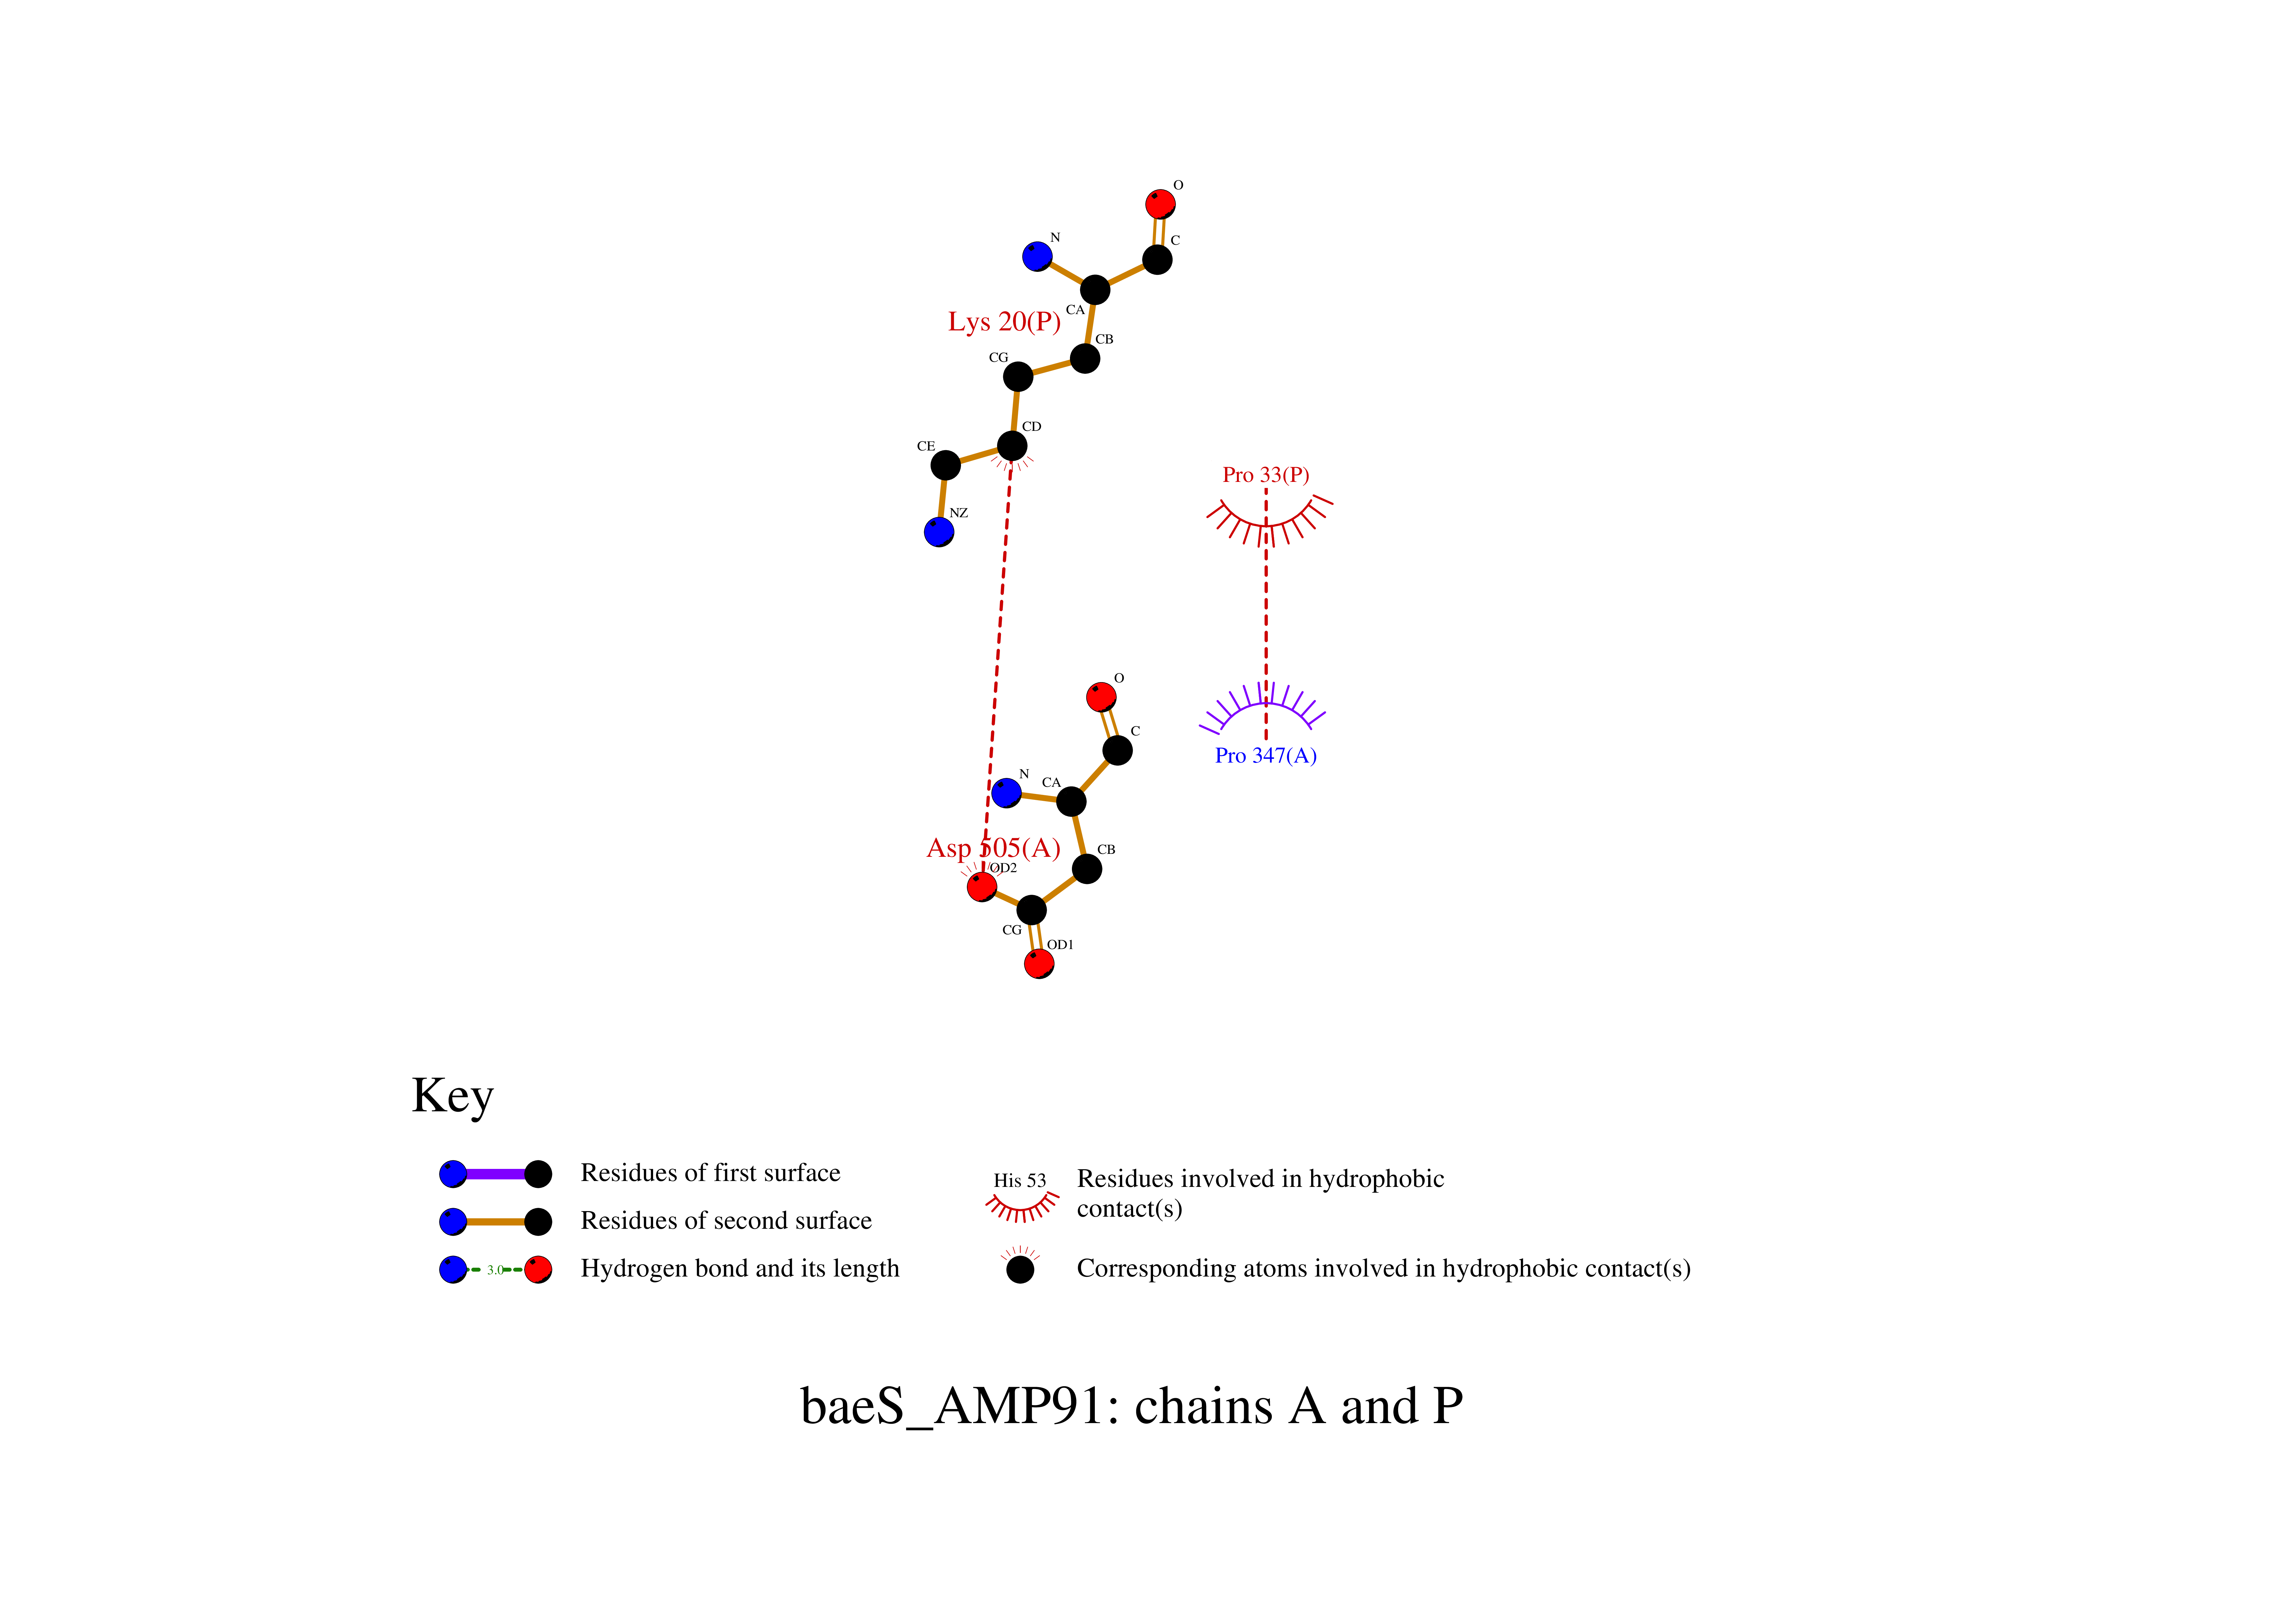 O
N
C
CA
Lys 20(P)
CB
CG
CD
CE
NZ
Pro 33(P)
O
C
Pro 347(A)
N
CA
Asp 505(A)
CB
OD2
CG
OD1
Key
Residues of first surface
Residues of second surface
3.0
Hydrogen bond and its length
His 53
Residues involved in hydrophobic
contact(s)
Corresponding atoms involved in hydrophobic contact(s)
baeS_AMP91: chains A and P